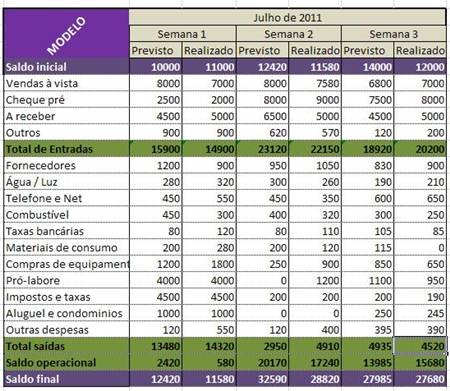 MODELO
Julho de 2011
Semana 1 Semana 2 Semana 3
Previsto Realizado Previsto Realizado Previsto Realizado
Saldo inicial 10000 11000 12420 11580 14000 12000
Vendas à vista 8000 7000 8000 7580 6800 7000
Cheque pré 2500 2000 8000 9000 7500 8000
A receber 4500 5000 6500 5000 4500 5000
Outros 900 900 620 570 120 200
Total de Entradas 15900 14900 23120 22150 18920 20200
Fornecedores 1200 900 950 1050 830 900
Água / Luz 280 320 300 260 190 210
Telefone e Net 450 550 450 350 600 650
Combustível 450 300 400 320 300 250
Taxas bancárias 80 120 80 110 105 85
Materiais de consumo 200 280 200 120 115 0
Compras de equipament 1200 1800 250 900 850 650
Pró-labore 4000 4000 0 1200 1100 950
Impostos e taxas 4500 4500 200 200 200 190
Aluguel e condominios 1000 1000 0 0 250 245
Outras despesas 120 550 120 400 395 390
Total saídas 13480 14320 2950 4910 4935 4520
Saldo operacional 2420 580 20170 17240 13985 15680
Saldo final 12420 11580 32590 28820 27985 27680